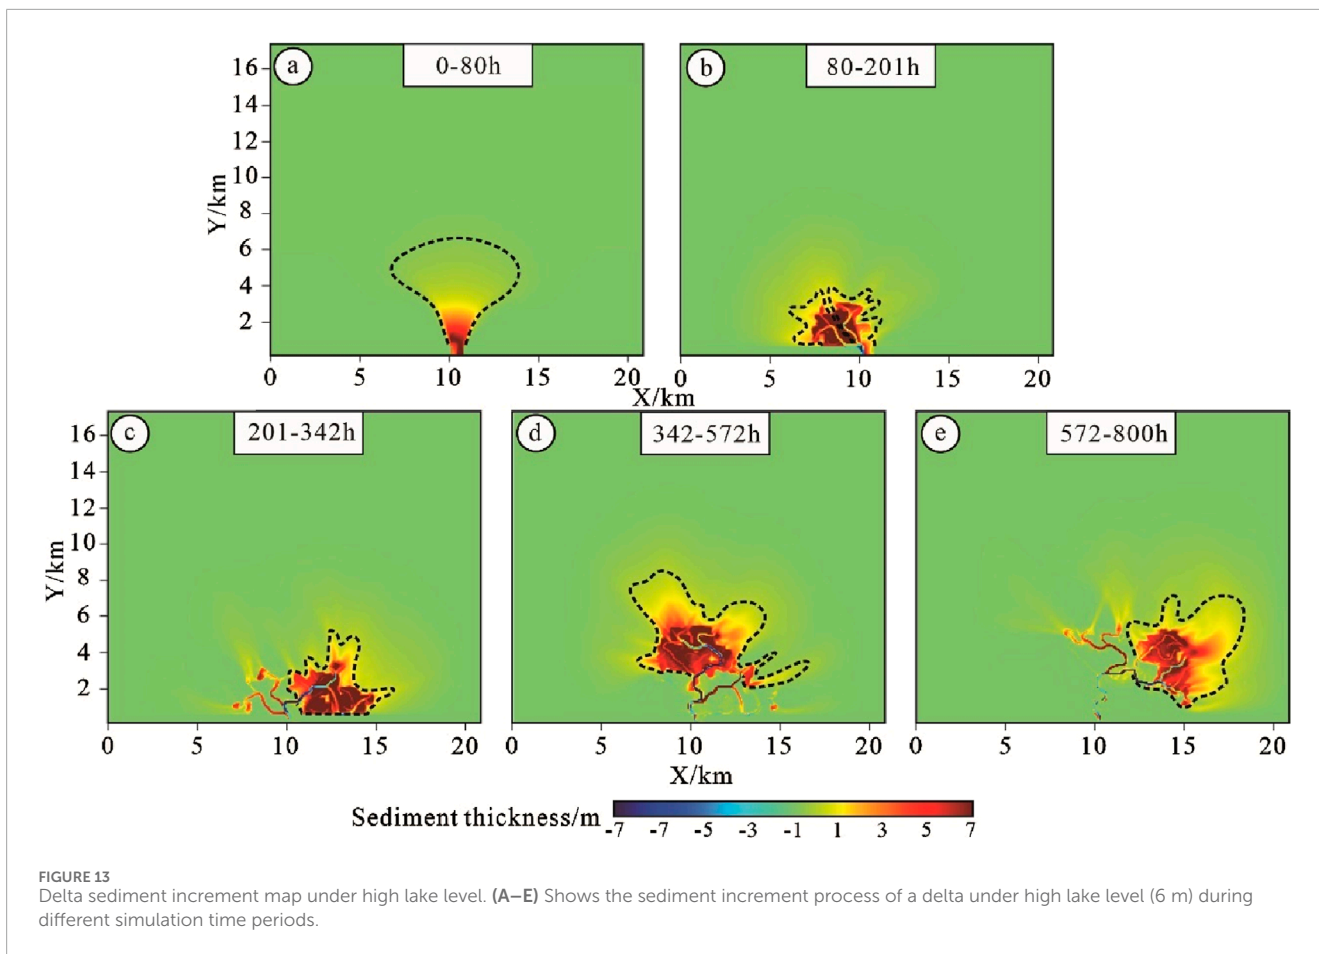 a
0-80h
b
80-201h
16
14
12
10
8
6
4
2
Y/km
0 5 10 15 20
0 5 10 15 20
X/km
c
201-342h
d
342-572h
e
572-800h
16
14
12
10
8
6
4
2
Y/km
0 5 10 15 20
0 5 10 15 20
0 5 10 15 20
X/km
Sediment thickness/m
-7 -7 -5 -3 -1 1 3 5 7
FIGURE 13
Delta sediment increment map under high lake level. (A–E) Shows the sediment increment process of a delta under high lake level (6 m) during
different simulation time periods.